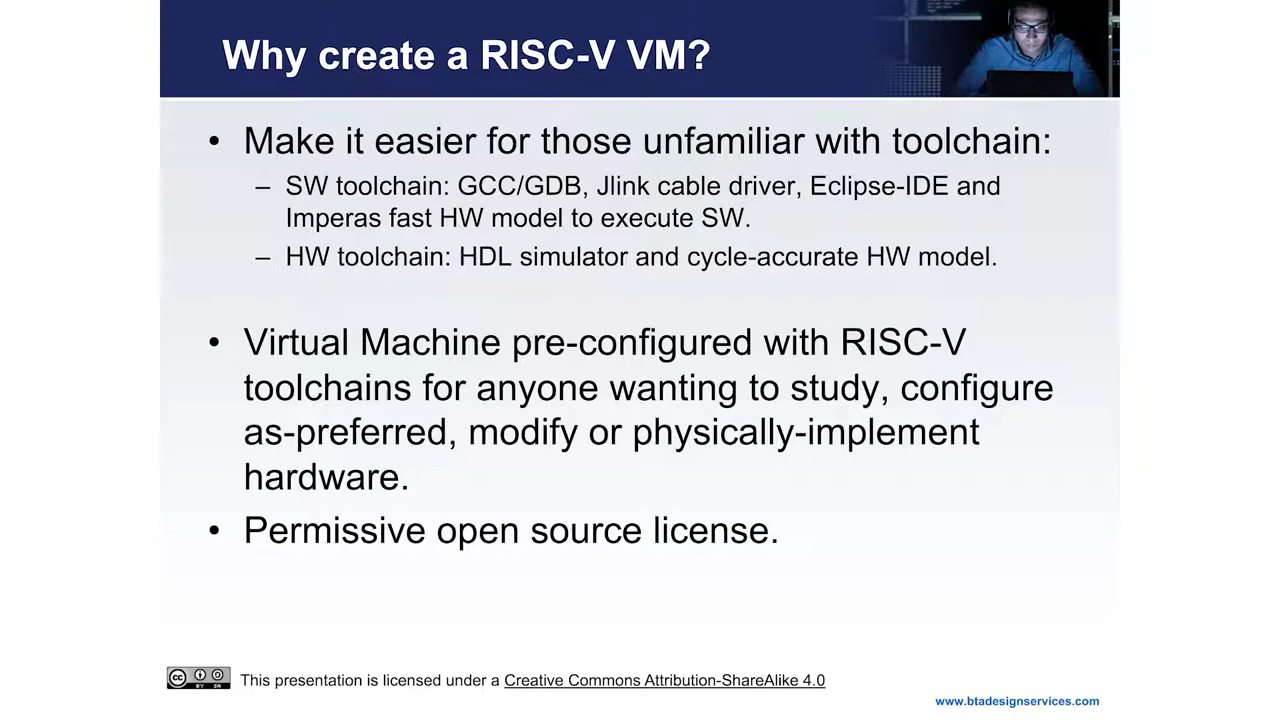 Why create a RISC-V VM?
• Make it easier for those unfamiliar with toolchain:
– SW toolchain: GCC/GDB, Jlink cable driver, Eclipse-IDE and
Imperas fast HW model to execute SW.
– HW toolchain: HDL simulator and cycle-accurate HW model.
• Virtual Machine pre-configured with RISC-V
toolchains for anyone wanting to study, configure
as-preferred, modify or physically-implement
hardware.
• Permissive open source license.
cc BY SA
This presentation is licensed under a Creative Commons Attribution-ShareAlike 4.0
www.btadesignservices.com